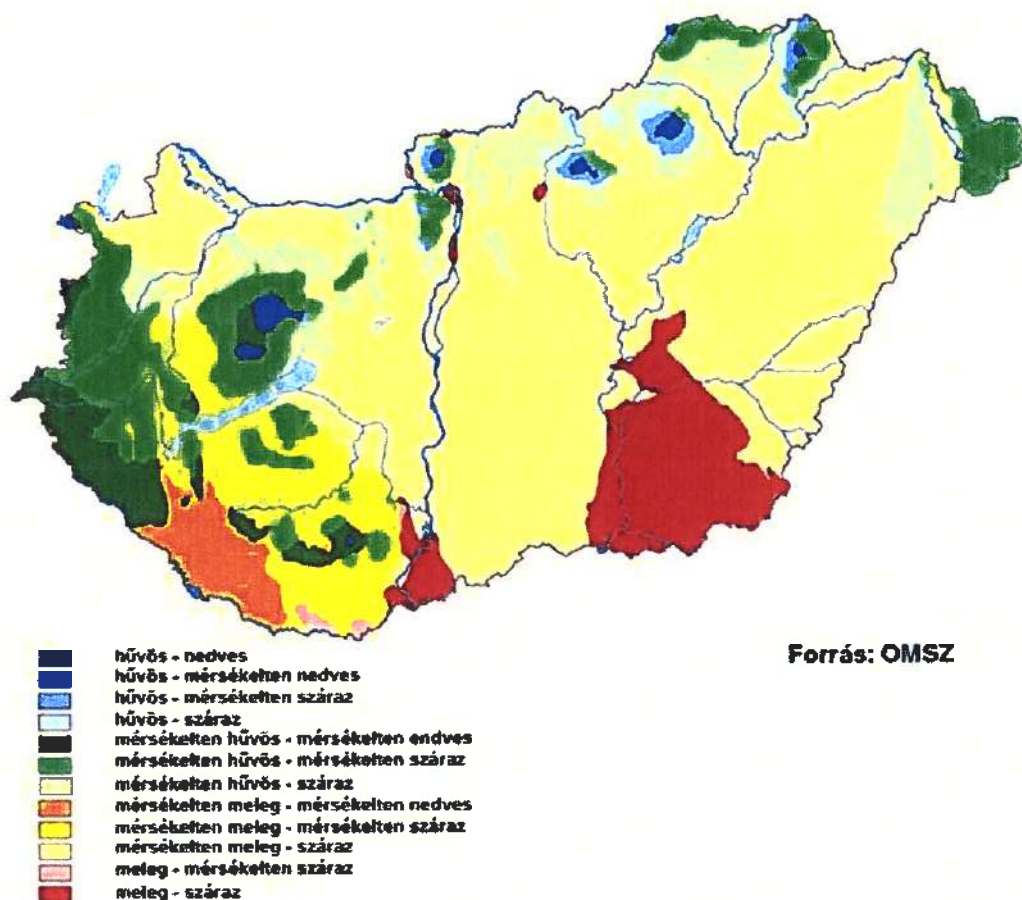 hűvös - nedves
hűvös - mérsékelten nedves
hűvös - mérsékelten száraz
hűvös - száraz
mérsékelten hűvös - mérsékelten endves
mérsékelten hűvös - mérsékelten száraz
mérsékelten hűvös - száraz
mérsékelten meleg - mérsékelten nedves
mérsékelten meleg - mérsékelten száraz
mérsékelten meleg - száraz
meleg - mérsékelten száraz
meleg - száraz
Forrás: OMSZ